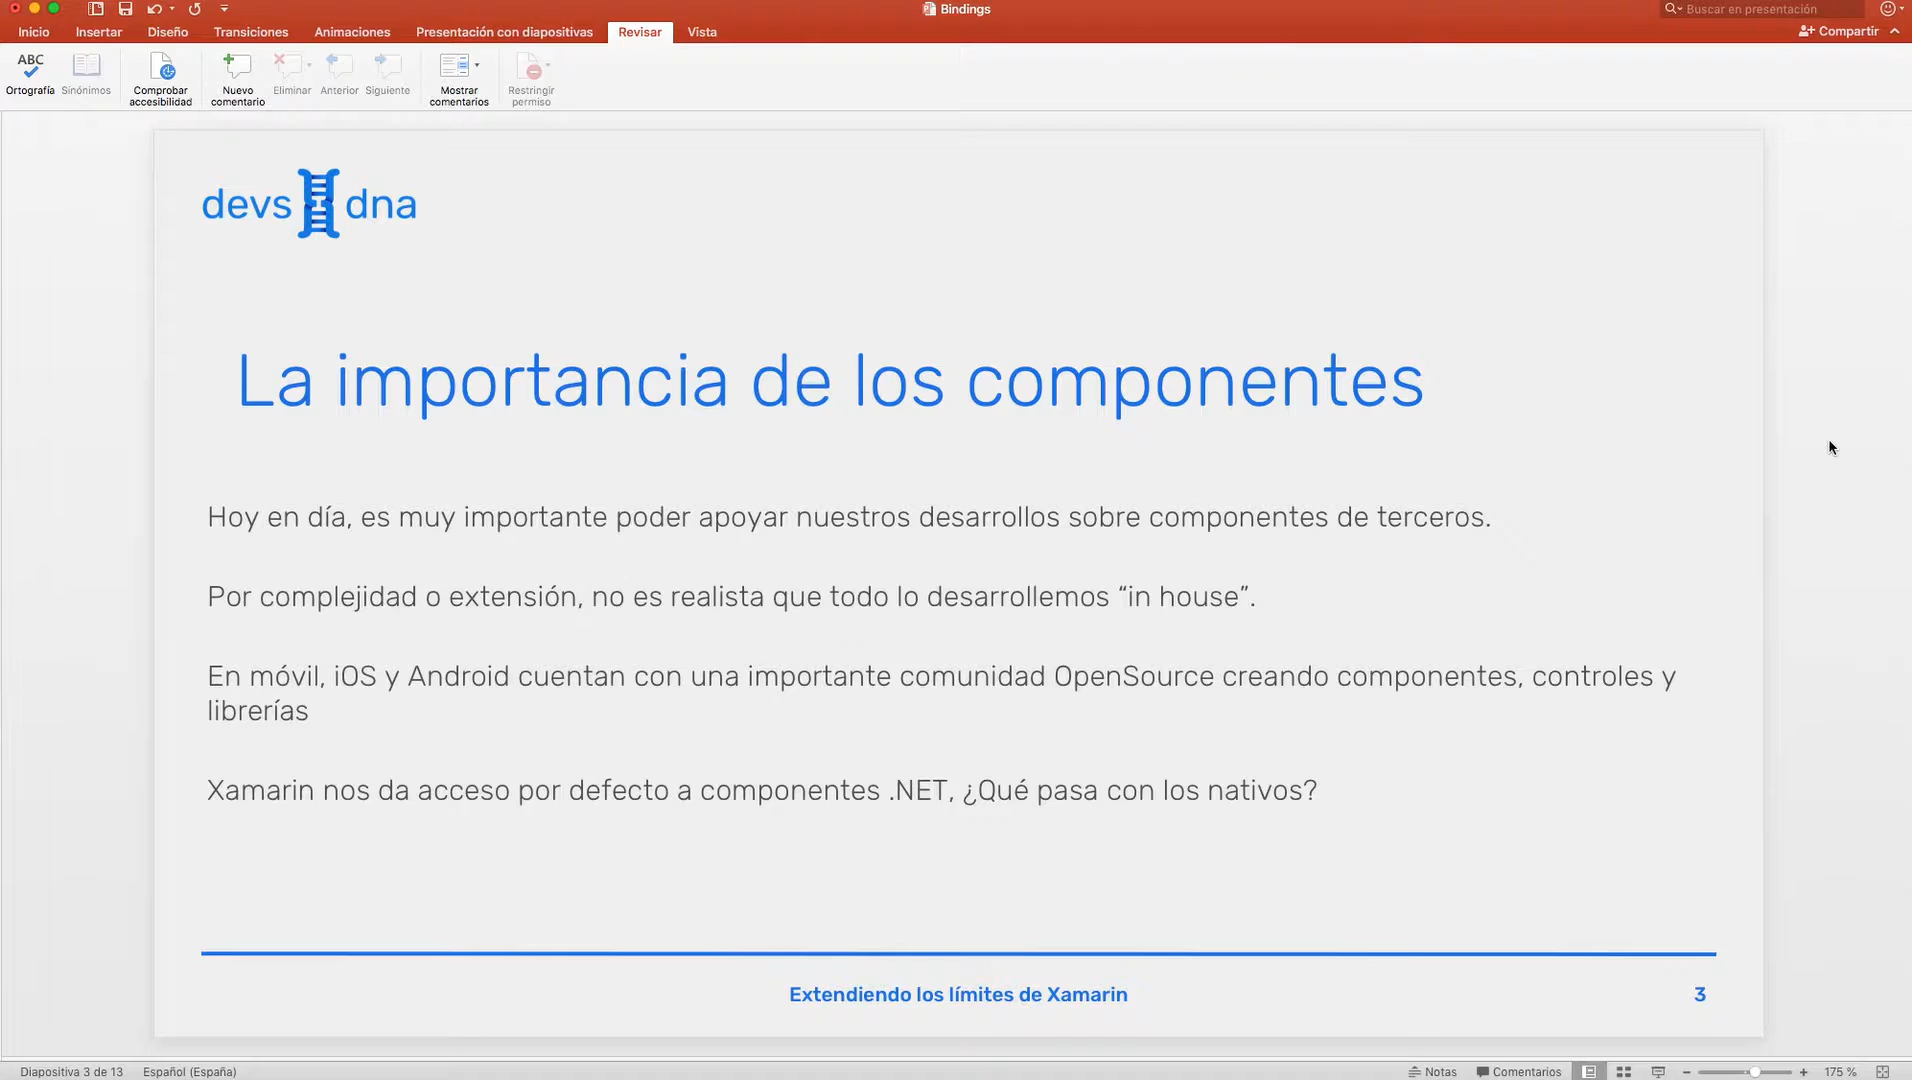 Bindings
Buscar en presentación
Inicio Insertar Diseño Transiciones Animaciones Presentación con diapositivas Revisar Vista
Compartir
ABC
Ortografía Sinónimos Comprobar accesibilidad Nuevo comentario Eliminar Anterior Siguiente Mostrar comentarios Restringir permiso
devs dna
La importancia de los componentes
Hoy en día, es muy importante poder apoyar nuestros desarrollos sobre componentes de terceros.
Por complejidad o extensión, no es realista que todo lo desarrollemos “in house”.
En móvil, iOS y Android cuentan con una importante comunidad OpenSource creando componentes, controles y
librerías
Xamarin nos da acceso por defecto a componentes .NET, ¿Qué pasa con los nativos?
Extendiendo los límites de Xamarin
3
Diapositiva 3 de 13 Español (España) Notas Comentarios 175 %